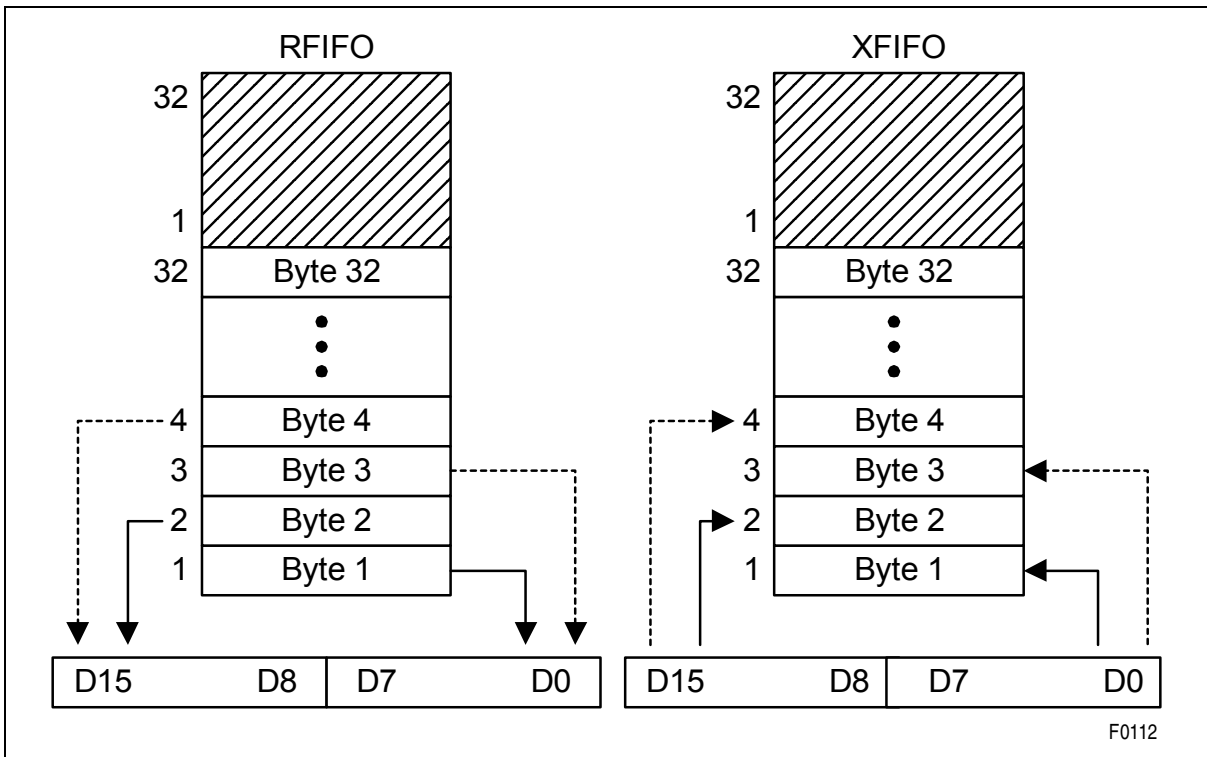 RFIFO XFIFO
32 32
1 1
32 Byte 32 32 Byte 32
4 Byte 4 4 Byte 4
3 Byte 3 3 Byte 3
2 Byte 2 2 Byte 2
1 Byte 1 1 Byte 1
D15 D8 D7 D0 D15 D8 D7 D0
F0112